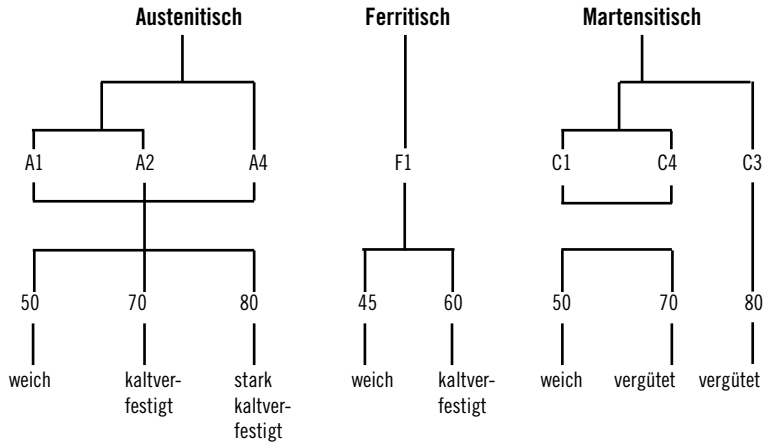 Austenitisch Ferritisch Martensitisch
A1 A2 A4 F1 C1 C4 C3
50 70 80 45 60 50 70 80
weich kaltver- stark weich kaltver- weich vergütet vergütet
festigt kaltver- festigt
festigt